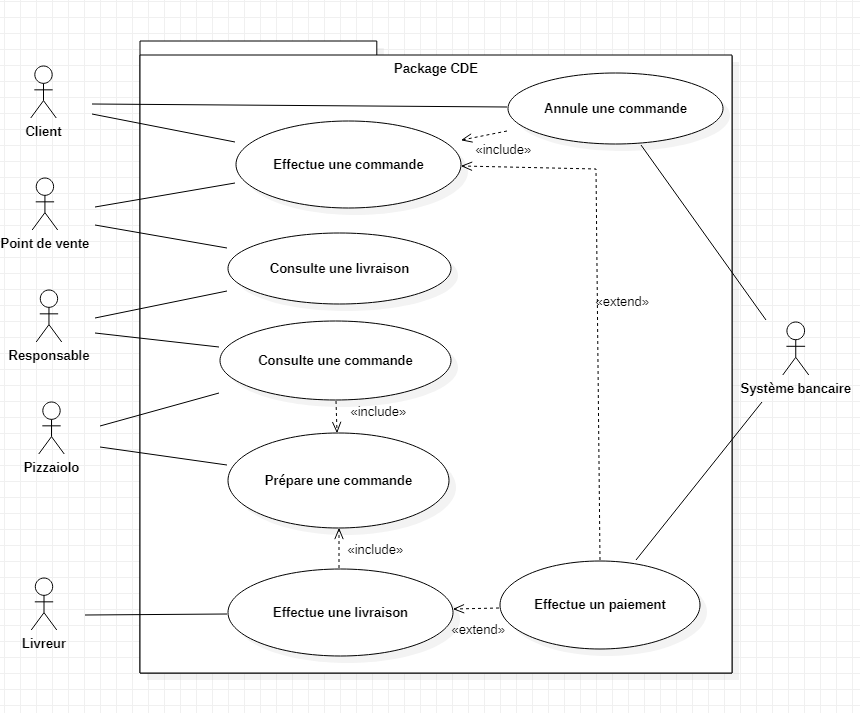 Package CDE
Client
Annule une commande
«include»
Effectue une commande
Point de vente
Consulte une livraison
«extend»
Responsable
Consulte une commande
Système bancaire
«include»
Pizzaiolo
Prépare une commande
«include»
Livreur
Effectue une livraison
Effectue un paiement
«extend»